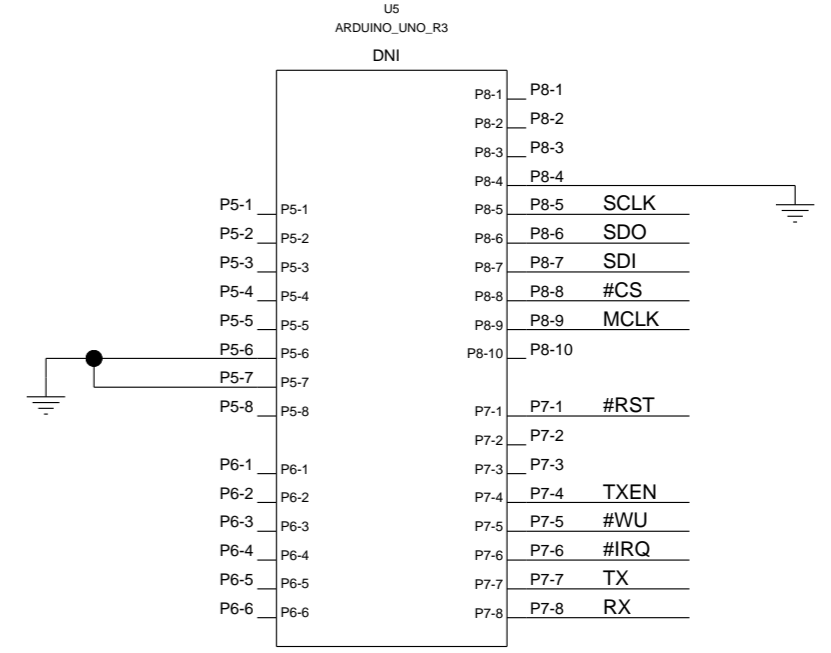 U5
ARDUINO_UNO_R3
DNI
P8-1 P8-1
P8-2 P8-2
P8-3 P8-3
P8-4 P8-4
P5-1 P5-1 P8-5 P8-5 SCLK
P5-2 P5-2 P8-6 P8-6 SDO
P5-3 P5-3 P8-7 P8-7 SDI
P5-4 P5-4 P8-8 P8-8 #CS
P5-5 P5-5 P8-9 P8-9 MCLK
P5-6 P5-6 P8-10 P8-10
P5-7 P5-7
P5-8 P5-8 P7-1 P7-1 #RST
P7-2 P7-2
P6-1 P6-1 P7-3 P7-3
P6-2 P6-2 P7-4 P7-4 TXEN
P6-3 P6-3 P7-5 P7-5 #WU
P6-4 P6-4 P7-6 P7-6 #IRQ
P6-5 P6-5 P7-7 P7-7 TX
P6-6 P6-6 P7-8 P7-8 RX